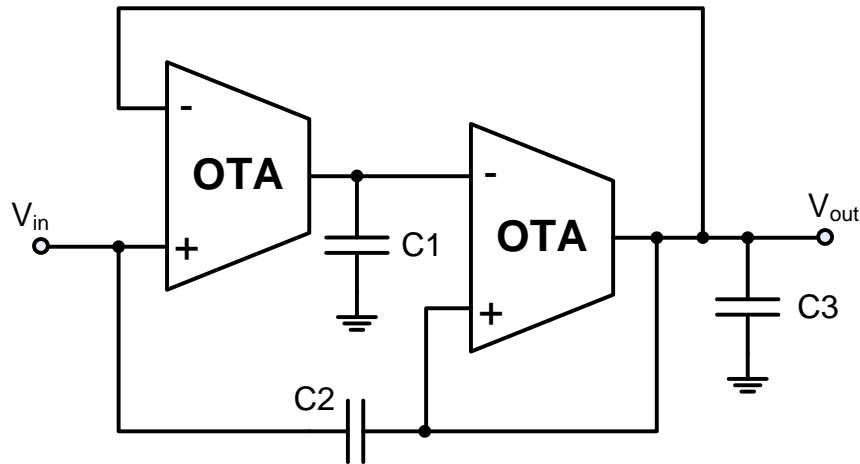 -
OTA
+
V_in
C1
-
OTA
+
V_out
C3
C2